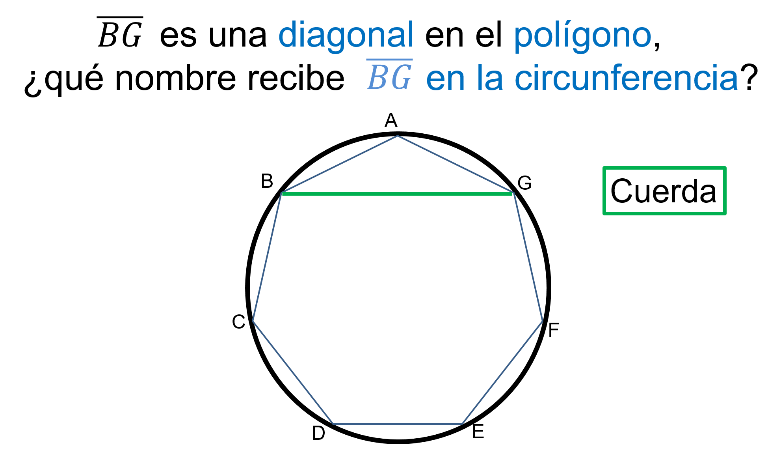 BG es una diagonal en el polígono,
¿qué nombre recibe BG en la circunferencia?
A
B
G
Cuerda
C
F
D
E